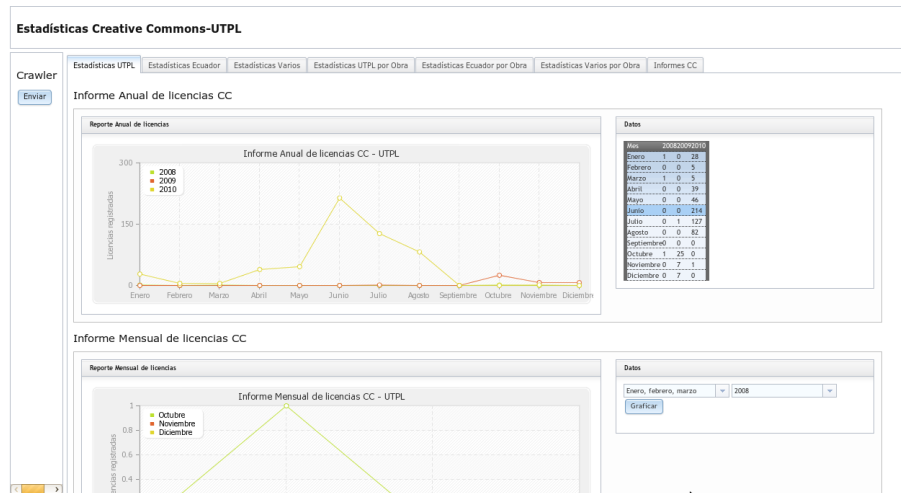 Estadísticas Creative Commons-UTPL
Crawler
Enviar
Estadísticas UTPL Estadísticas Ecuador Estadísticas Varios Estadísticas UTPL por Obra Estadísticas Ecuador por Obra Estadísticas Varios por Obra Informes CC
Informe Anual de licencias CC
Reporte Anual de licencias
Informe Anual de licencias CC - UTPL
300
150
0
Licencias registradas
2008
2009
2010
Enero Febrero Marzo Abril Mayo Junio Julio Agosto Septiembre Octubre Noviembre Diciembre
Datos
Mes 2008 2009 2010
Enero 1 0 28
Febrero 0 0 5
Marzo 1 0 5
Abril 0 0 39
Mayo 0 0 46
Junio 0 0 214
Julio 0 1 127
Agosto 0 0 82
Septiembre 0 0 0
Octubre 1 25 0
Noviembre 0 7 1
Diciembre 0 7 0
Informe Mensual de licencias CC
Reporte Mensual de licencias
Informe Mensual de licencias CC - UTPL
1
0.8
0.6
0.4
registradas
Octubre
Noviembre
Diciembre
Datos
Enero, febrero, marzo 2008
Graficar